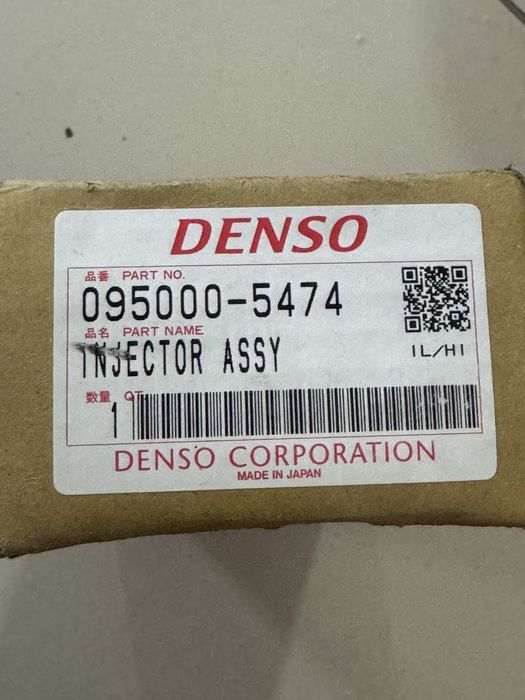 DENSO
品番 PART NO.
095000-5474
品名 PART NAME
INJECTOR ASSY
IL/HI
数量 QT
1
DENSO CORPORATION
MADE IN JAPAN